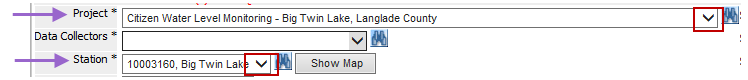 Project * Citizen Water Level Monitoring - Big Twin Lake, Langlade County
Data Collectors *
Station * 10003160, Big Twin Lake Show Map